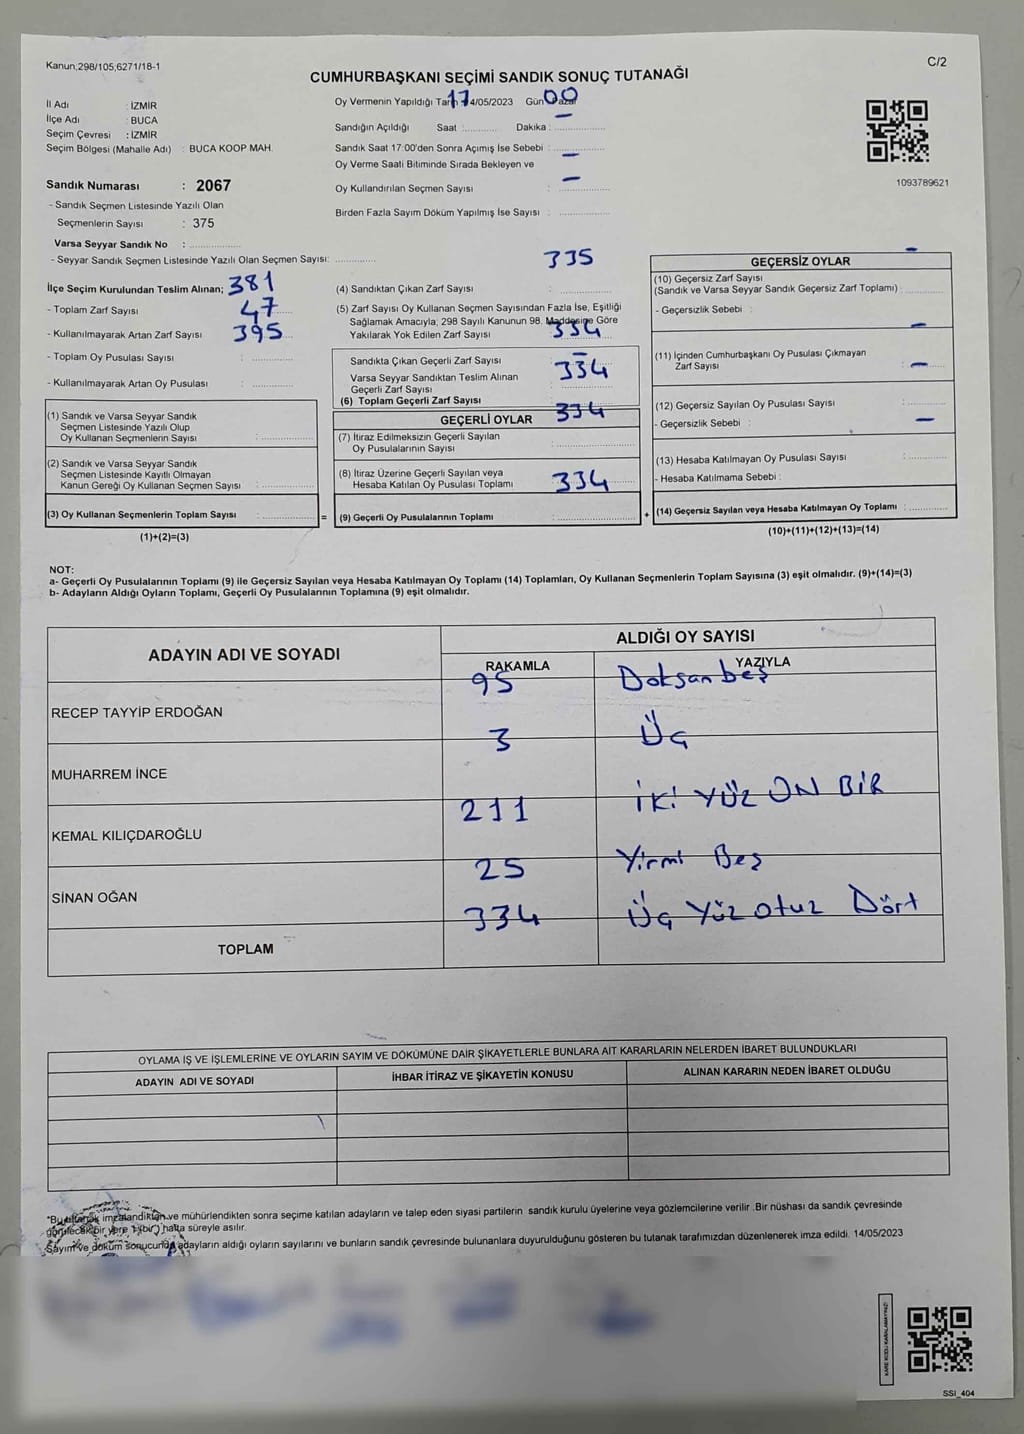 Kanun;298/105,6271/18-1
C/2
CUMHURBAŞKANI SEÇİMİ SANDIK SONUÇ TUTANAĞI
İl Adı : İZMİR
İlçe Adı : BUCA
Seçim Çevresi : İZMİR
Seçim Bölgesi (Mahalle Adı) : BUCA KOOP MAH.
Sandık Numarası : 2067
- Sandık Seçmen Listesinde Yazılı Olan
Seçmenlerin Sayısı : 375
Varsa Seyyar Sandık No : ..................
- Seyyar Sandık Seçmen Listesinde Yazılı Olan Seçmen Sayısı: ..............
Oy Vermenin Yapıldığı 4/05/2023 Gün
17 00
Sandığın Açıldığı Saat :............ Dakika :..................
Sandık Saat 17:00'den Sonra Açımış İse Sebebi : ..................
Oy Verme Saati Bitiminde Sırada Bekleyen ve
Oy Kullandırılan Seçmen Sayısı : ..................
Birden Fazla Sayım Döküm Yapılmış İse Sayısı : ..................
1093789621
İlçe Seçim Kurulundan Teslim Alınan; 381
- Toplam Zarf Sayısı 47
- Kullanılmayarak Artan Zarf Sayısı 395
- Toplam Oy Pusulası Sayısı : ............
- Kullanılmayarak Artan Oy Pusulası : ............
(1) Sandık ve Varsa Seyyar Sandık
Seçmen Listesinde Yazılı Olup
Oy Kullanan Seçmenlerin Sayısı : ...............
(2) Sandık ve Varsa Seyyar Sandık
Seçmen Listesinde Kayıtlı Olmayan
Kanun Gereği Oy Kullanan Seçmen Sayısı : ...............
(3) Oy Kullanan Seçmenlerin Toplam Sayısı : ...............
(1)+(2)=(3)
335
(4) Sandıktan Çıkan Zarf Sayısı : ...............
(5) Zarf Sayısı Oy Kullanan Seçmen Sayısından Fazla İse, Eşitliği
Sağlamak Amacıyla, 298 Sayılı Kanunun 98. Maddesine Göre
Yakılarak Yok Edilen Zarf Sayısı 334
Sandıkta Çıkan Geçerli Zarf Sayısı
Varsa Seyyar Sandıktan Teslim Alınan 334
Geçerli Zarf Sayısı
(6) Toplam Geçerli Zarf Sayısı
GEÇERLİ OYLAR 334
(7) İtiraz Edilmeksizin Geçerli Sayılan
Oy Pusulalarının Sayısı
(8) İtiraz Üzerine Geçerli Sayılan veya
Hesaba Katılan Oy Pusulası Toplamı 334
= (9) Geçerli Oy Pusulalarının Toplamı : ...............
GEÇERSİZ OYLAR
(10) Geçersiz Zarf Sayısı
(Sandık ve Varsa Seyyar Sandık Geçersiz Zarf Toplamı) : ............
- Geçersizlik Sebebi :
(11) İçinden Cumhurbaşkanı Oy Pusulası Çıkmayan
Zarf Sayısı
(12) Geçersiz Sayılan Oy Pusulası Sayısı : ............
- Geçersizlik Sebebi :
(13) Hesaba Katılmayan Oy Pusulası Sayısı : ............
- Hesaba Katılmama Sebebi :
+ (14) Geçersiz Sayılan veya Hesaba Katılmayan Oy Toplamı : ............
(10)+(11)+(12)+(13)=(14)
NOT:
a- Geçerli Oy Pusulalarının Toplamı (9) ile Geçersiz Sayılan veya Hesaba Katılmayan Oy Toplamı (14) Toplamları, Oy Kullanan Seçmenlerin Toplam Sayısına (3) eşit olmalıdır. (9)+(14)=(3)
b- Adayların Aldığı Oyların Toplamı, Geçerli Oy Pusulalarının Toplamına (9) eşit olmalıdır.
ADAYIN ADI VE SOYADI
ALDIĞI OY SAYISI
RAKAMLA YAZIYLA
95 Doksan beş
RECEP TAYYİP ERDOĞAN
3 Üç
MUHARREM İNCE
211 İKİ YÜZ ON BİR
KEMAL KILIÇDAROĞLU
25 Yirmi Beş
SİNAN OĞAN
334 Üç Yüz otuz Dört
TOPLAM
OYLAMA İŞ VE İŞLEMLERİNE VE OYLARIN SAYIM VE DÖKÜMÜNE DAİR ŞİKAYETLERLE BUNLARA AİT KARARLARIN NELERDEN İBARET BULUNDUKLARI
ADAYIN ADI VE SOYADI İHBAR İTİRAZ VE ŞİKAYETİN KONUSU ALINAN KARARIN NEDEN İBARET OLDUĞU
"Bu tutanak imzalandıktan ve mühürlendikten sonra seçime katılan adayların ve talep eden siyasi partilerin sandık kurulu üyelerine veya gözlemcilerine verilir .Bir nüshası da sandık çevresinde
görülecek bir yere 1 (bir) hafta süreyle asılır.
Sayım ve döküm sonucunda adayların aldığı oyların sayılarını ve bunların sandık çevresinde bulunanlara duyurulduğunu gösteren bu tutanak tarafımızdan düzenlenerek imza edildi. 14/05/2023
KARE KODU KARALAMAYINIZ!
SSI_404